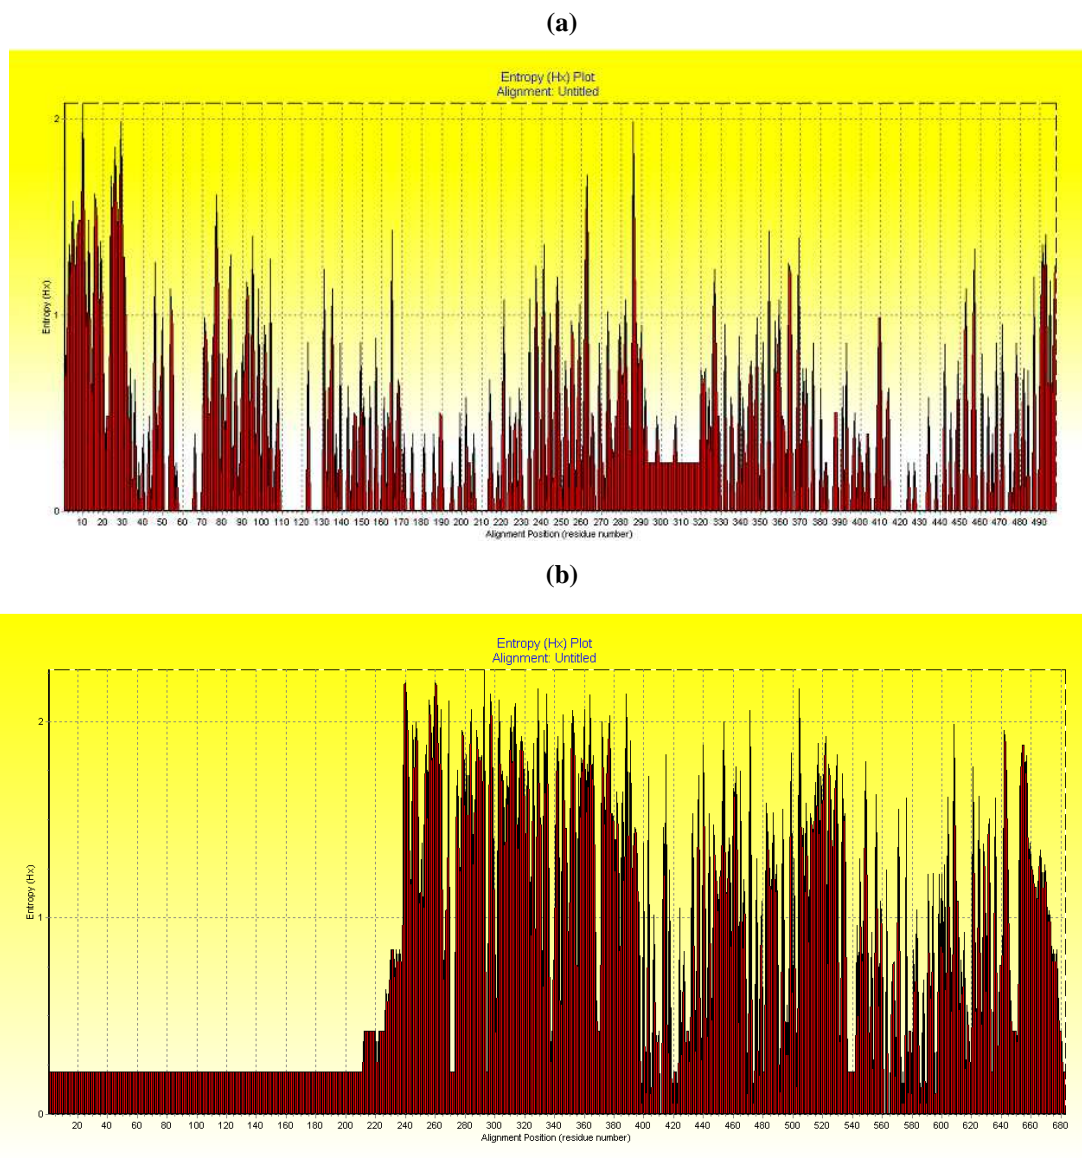 (a)
Entropy (Hx) Plot
Alignment: Untitled
2
1
0
Entropy (Hx)
10 20 30 40 50 60 70 80 90 100 110 120 130 140 150 160 170 180 190 200 210 220 230 240 250 260 270 280 290 300 310 320 330 340 350 360 370 380 390 400 410 420 430 440 450 460 470 480 490
Alignment Position (residue number)
(b)
Entropy (Hx) Plot
Alignment: Untitled
2
1
0
Entropy (Hx)
20 40 60 80 100 120 140 160 180 200 220 240 260 280 300 320 340 360 380 400 420 440 460 480 500 520 540 560 580 600 620 640 660 680
Alignment Position (residue number)